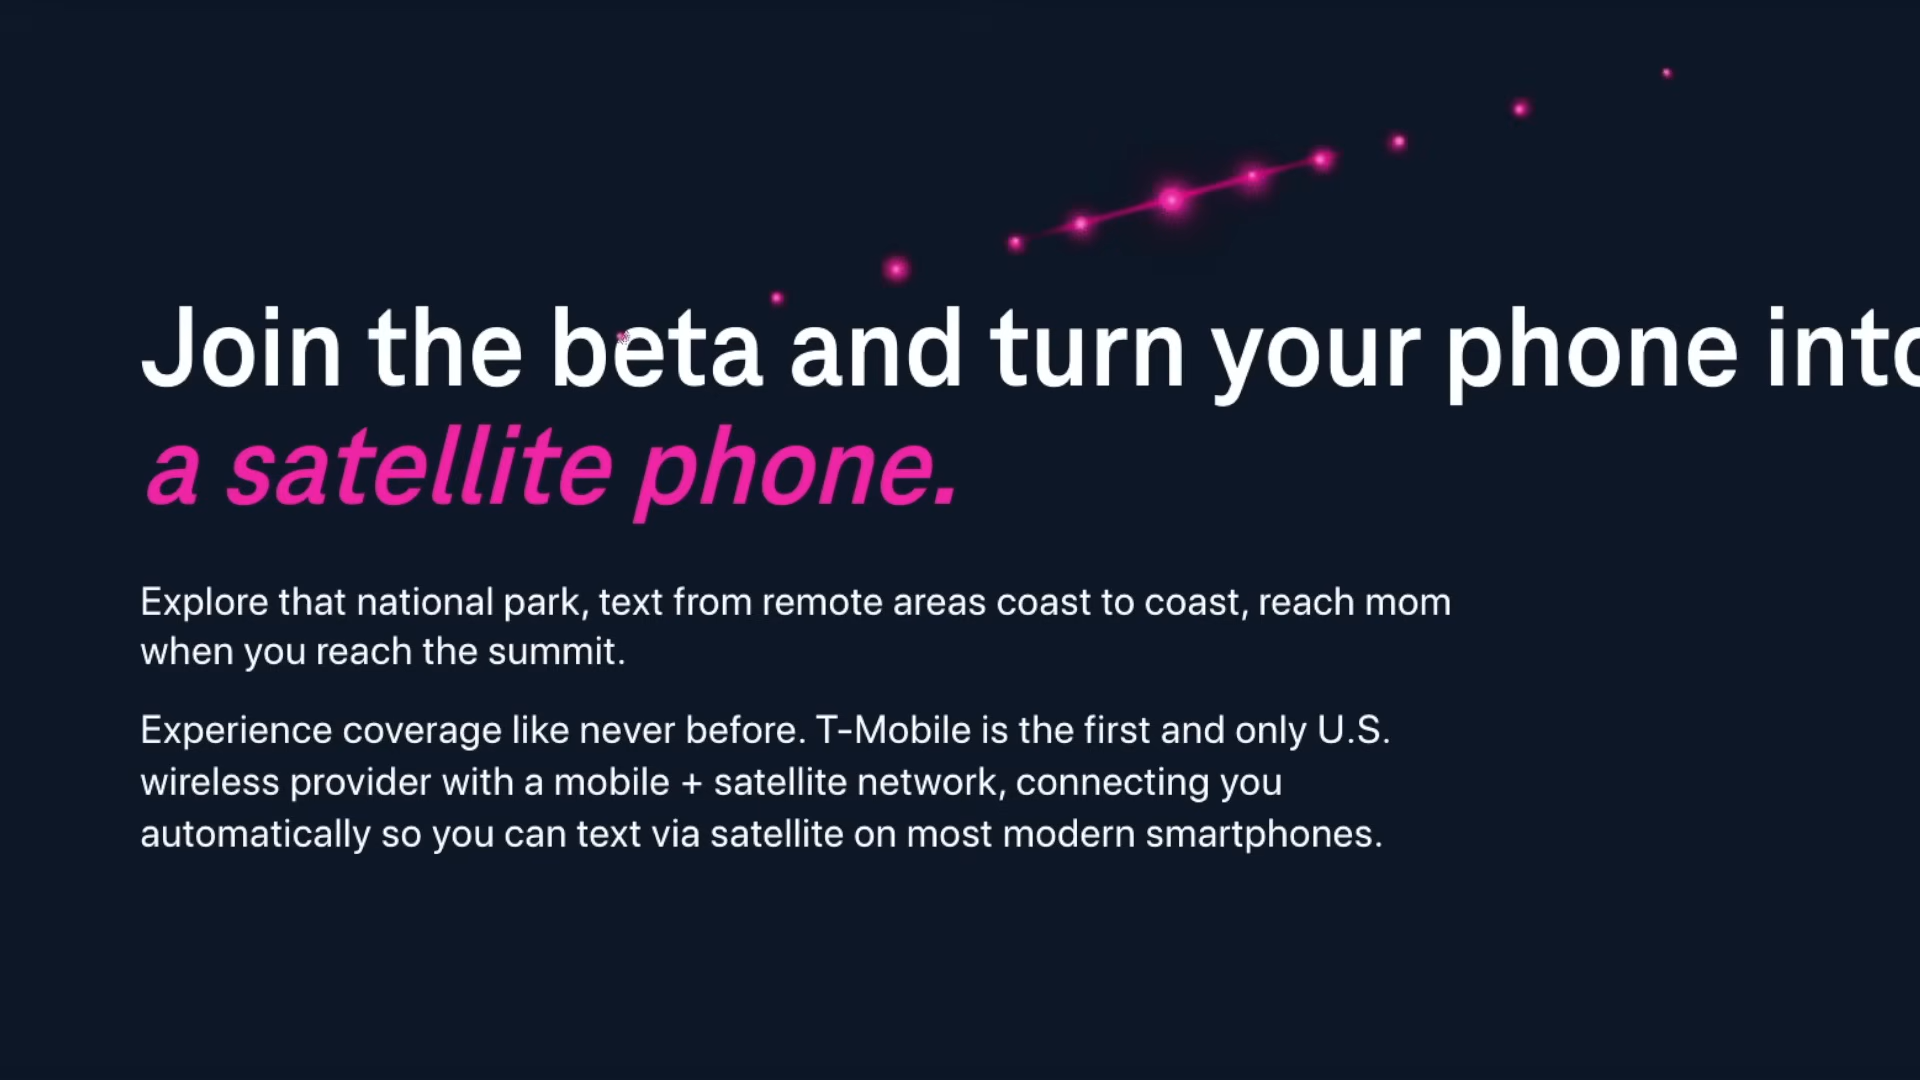 Join the beta and turn your phone into
a satellite phone.
Explore that national park, text from remote areas coast to coast, reach mom
when you reach the summit.
Experience coverage like never before. T-Mobile is the first and only U.S.
wireless provider with a mobile + satellite network, connecting you
automatically so you can text via satellite on most modern smartphones.